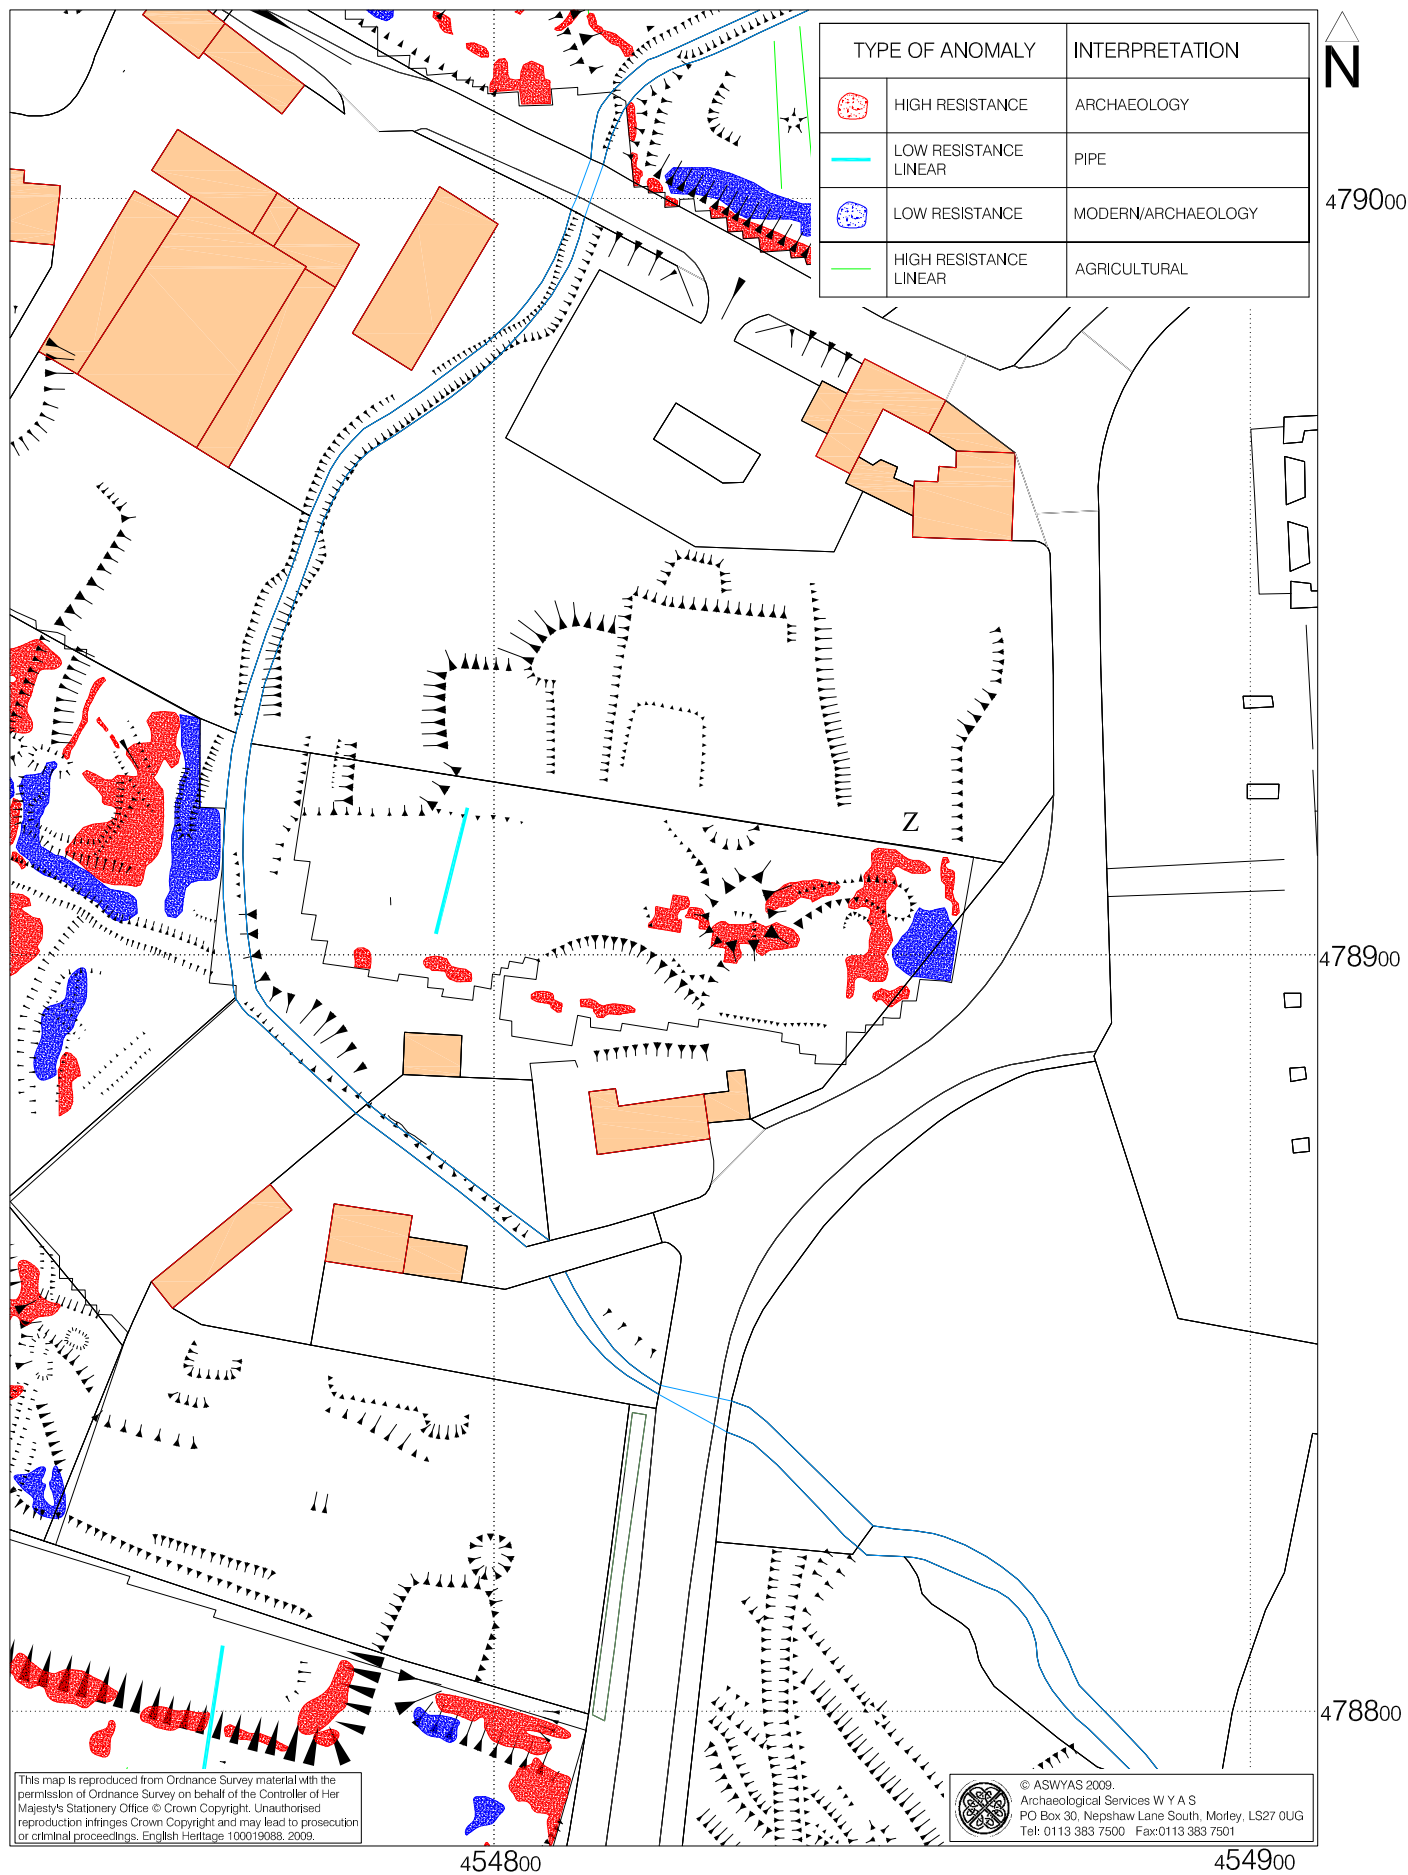 TYPE OF ANOMALY INTERPRETATION
HIGH RESISTANCE ARCHAEOLOGY
LOW RESISTANCE
LINEAR
PIPE
LOW RESISTANCE MODERN/ARCHAEOLOGY
HIGH RESISTANCE
LINEAR
AGRICULTURAL
N
479000
Z
478900
478800
This map is reproduced from Ordnance Survey material with the
permission of Ordnance Survey on behalf of the Controller of Her
Majesty's Stationery Office © Crown Copyright. Unauthorised
reproduction infringes Crown Copyright and may lead to prosecution
or criminal proceedings. English Heritage 100019088. 2009.
© ASWYAS 2009.
Archaeological Services W Y A S
PO Box 30, Nepshaw Lane South, Morley, LS27 0UG
Tel: 0113 383 7500 Fax:0113 383 7501
454800
454900